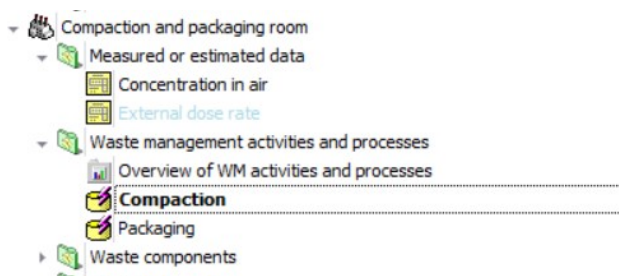 Compaction and packaging room
Measured or estimated data
Concentration in air
External dose rate
Waste management activities and processes
Overview of WM activities and processes
Compaction
Packaging
Waste components